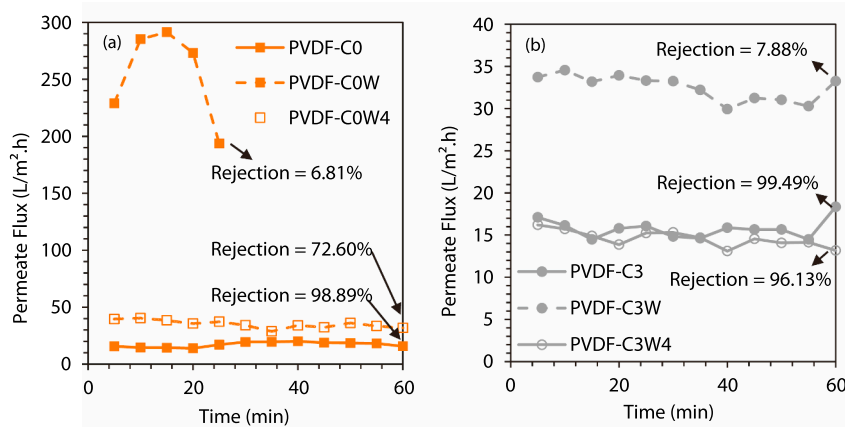 (a)
PVDF-C0
PVDF-C0W
PVDF-C0W4
Rejection = 6.81%
Rejection = 72.60%
Rejection = 98.89%
Permeate Flux (L/m².h)
300
250
200
150
100
50
0
0 20 40 60
Time (min)
(b)
Rejection = 7.88%
Rejection = 99.49%
Rejection = 96.13%
PVDF-C3
PVDF-C3W
PVDF-C3W4
Permeate Flux (L/m².h)
40
35
30
25
20
15
10
5
0
0 20 40 60
Time (min)